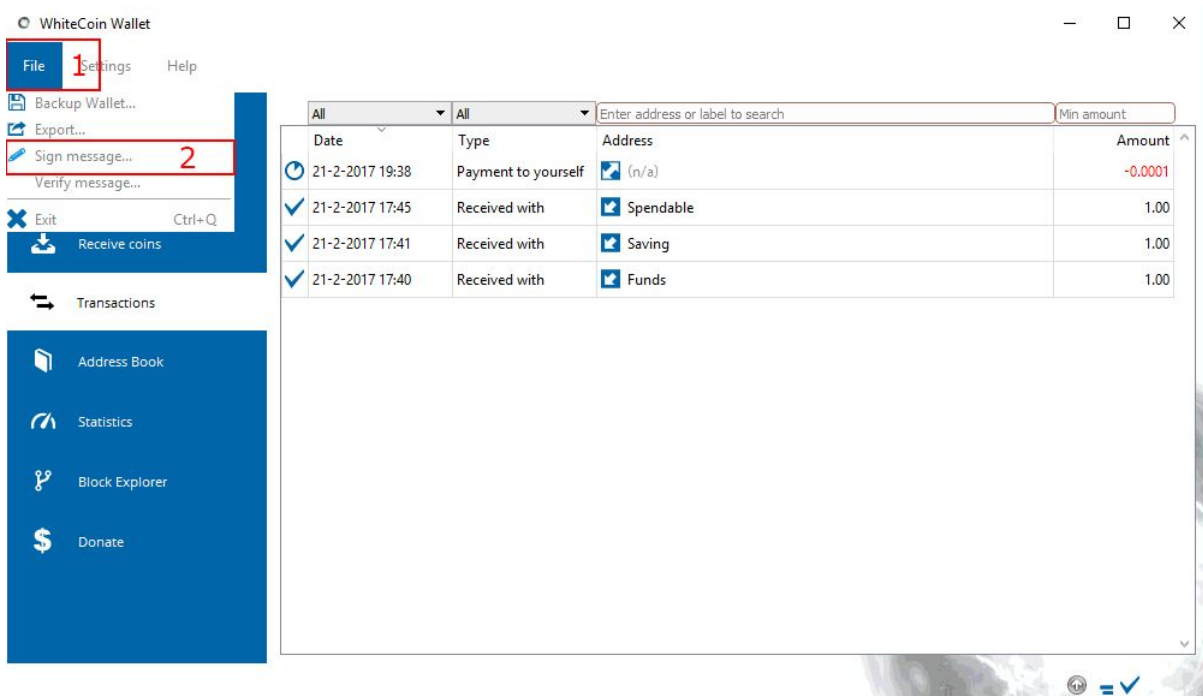 WhiteCoin Wallet
File 1 Settings Help
Backup Wallet...
Export...
Sign message... 2
Verify message...
Exit Ctrl+Q
Receive coins
Transactions
Address Book
Statistics
Block Explorer
Donate
All All Enter address or label to search Min amount
Date Type Address Amount
21-2-2017 19:38 Payment to yourself (n/a) -0.0001
21-2-2017 17:45 Received with Spendable 1.00
21-2-2017 17:41 Received with Saving 1.00
21-2-2017 17:40 Received with Funds 1.00